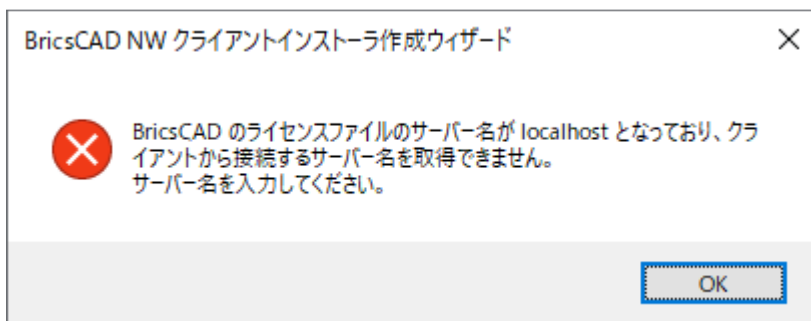 BricsCAD NW クライアントインストーラ作成ウィザード
BricsCAD のライセンスファイルのサーバー名が localhost となっており、クラ
イアントから接続するサーバー名を取得できません。
サーバー名を入力してください。
OK